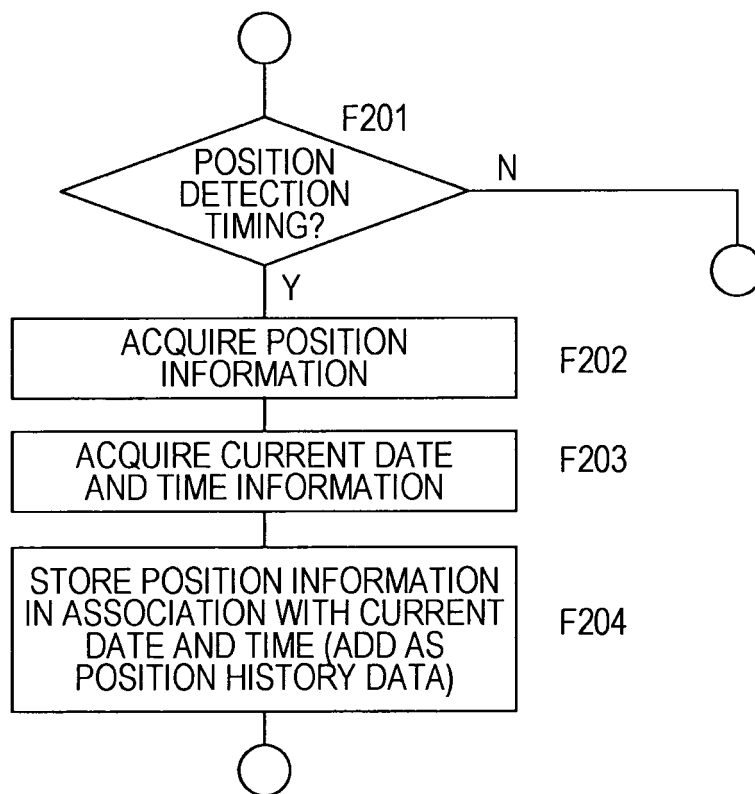 F201
POSITION
DETECTION
TIMING?
N
Y
ACQUIRE POSITION
INFORMATION
F202
ACQUIRE CURRENT DATE
AND TIME INFORMATION
F203
STORE POSITION INFORMATION
IN ASSOCIATION WITH CURRENT
DATE AND TIME (ADD AS
POSITION HISTORY DATA)
F204